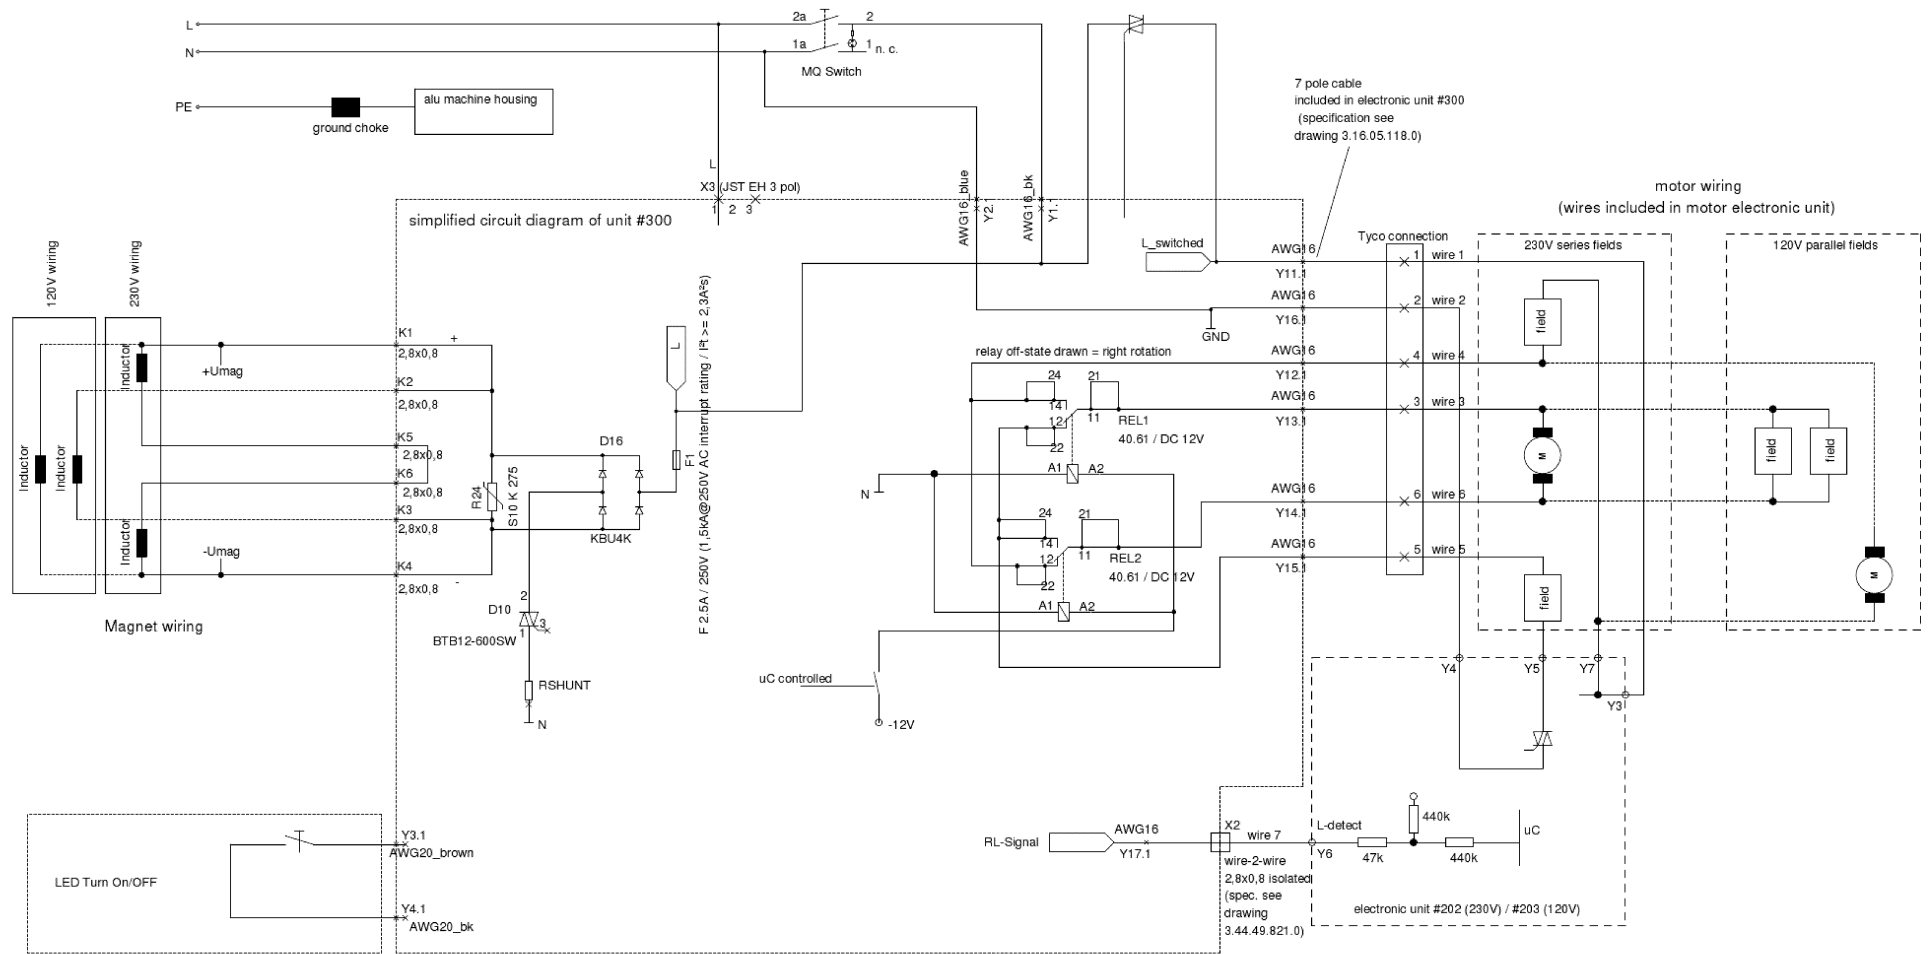 L
N
PE
alu machine housing
ground choke
2a
2
1a
1
n. c.
MQ Switch
7 pole cable
included in electronic unit #300
(specification see
drawing 3.16.05.118.0)
L
X3 (JST EH 3 pol)
1 2 3
AWG16_blue
Y2.1
AWG16_bk
Y1.1
simplified circuit diagram of unit #300
motor wiring
(wires included in motor electronic unit)
120V wiring
230V wiring
L_switched
AWG16
Y11.1
AWG16
Y16.1
GND
AWG16
Y12.1
AWG16
Y13.1
AWG16
Y14.1
AWG16
Y15.1
Tyco connection
1 wire 1
2 wire 2
4 wire 4
3 wire 3
6 wire 6
5 wire 5
230V series fields
120V parallel fields
field
field
field
field
M
M
Inductor
Inductor
Inductor
Inductor
+Umag
-Umag
K1
2,8x0,8
+
K2
2,8x0,8
K5
2,8x0,8
K6
2,8x0,8
K3
2,8x0,8
K4
2,8x0,8
-
Magnet wiring
R24
S10 K 275
D16
KBU4K
L
F1
F 2.5A / 250V (1,5kA@250V AC interrupt rating / I²t >= 2,3A²s)
D10
2
1
3
BTB12-600SW
RSHUNT
N
relay off-state drawn = right rotation
24
21
14
12
11
22
REL1
40.61 / DC 12V
A1
A2
N
24
21
14
12
11
22
REL2
40.61 / DC 12V
A1
A2
uC controlled
-12V
Y4
Y5
Y7
Y3
LED Turn On/OFF
Y3.1
AWG20_brown
Y4.1
AWG20_bk
RL-Signal
AWG16
Y17.1
X2
wire 7
wire-2-wire
2,8x0,8 isolated
(spec. see
drawing
3.44.49.821.0)
L-detect
Y6
47k
440k
440k
uC
electronic unit #202 (230V) / #203 (120V)